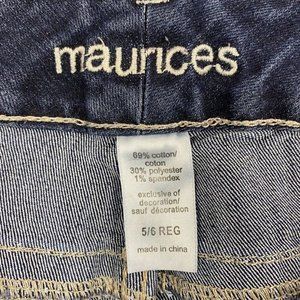 maurices
69% cotton/
coton
30% polyester
1% spandex
exclusive of
decoration/
sauf décoration
5/6 REG
made in china